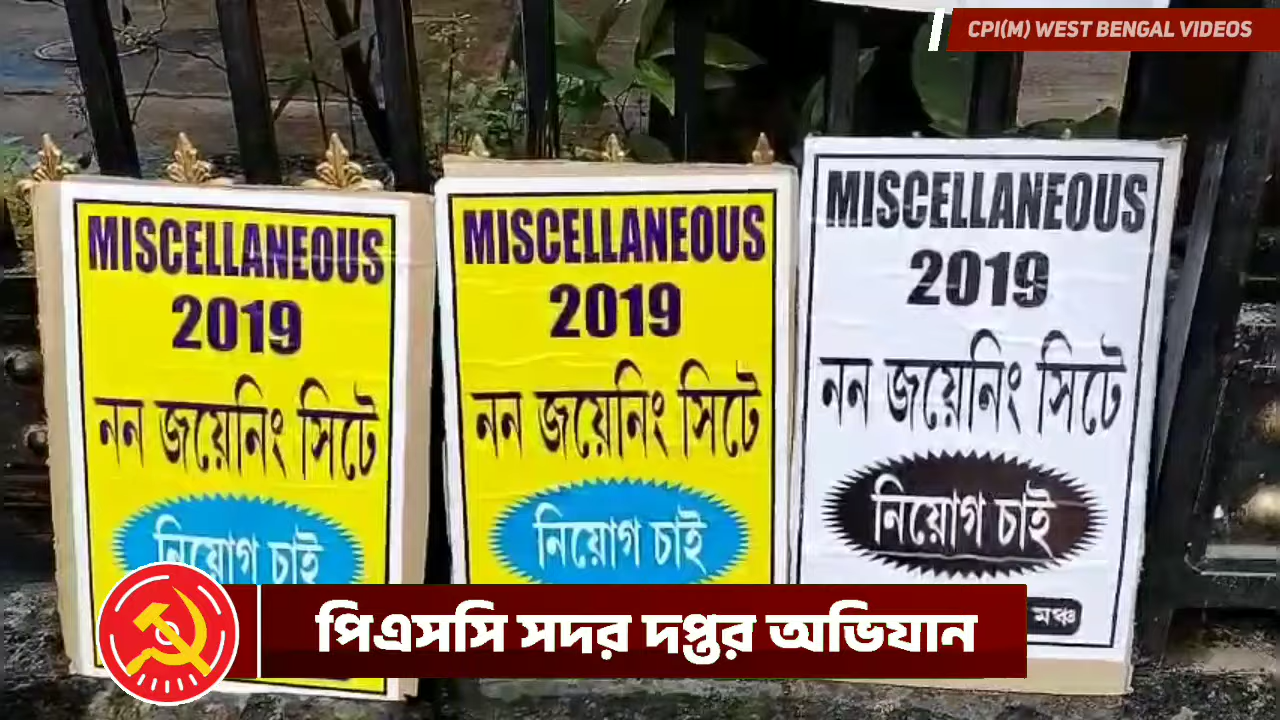 CPI(M) WEST BENGAL VIDEOS
MISCELLANEOUS
2019
নন জয়েনিং সিটে
নিয়োগ চাই
MISCELLANEOUS
2019
নন জয়েনিং সিটে
নিয়োগ চাই
MISCELLANEOUS
2019
নন জয়েনিং সিটে
নিয়োগ চাই
মঞ্চ
পিএসসি সদর দপ্তর অভিযান